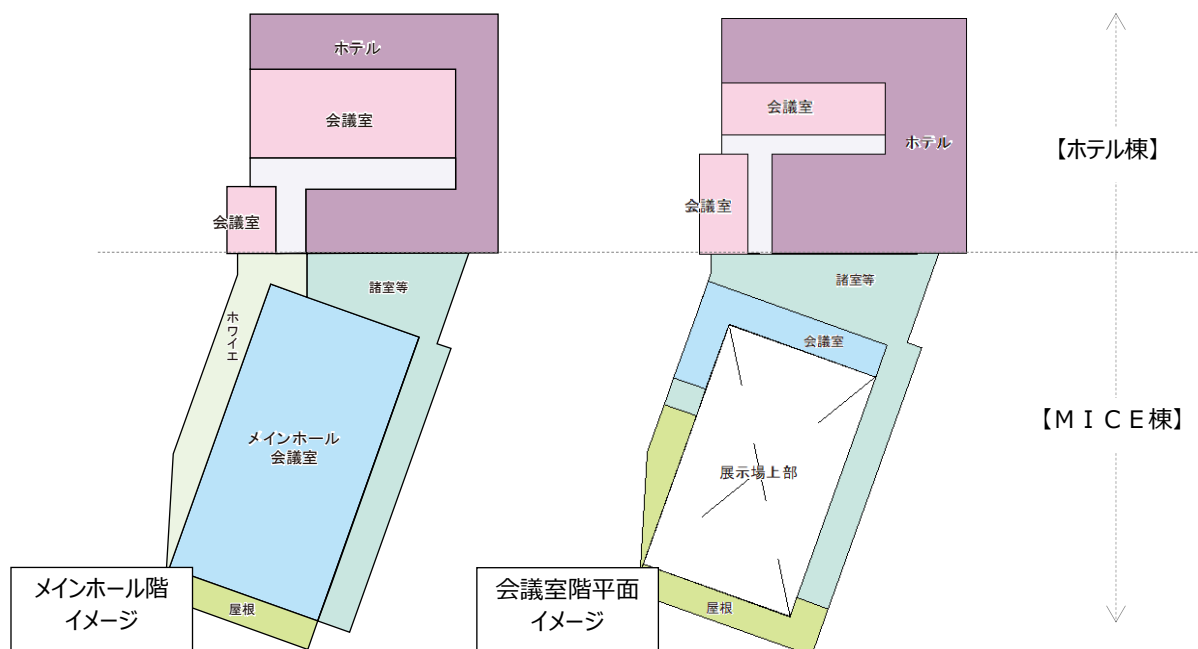 ホテル
会議室
会議室
ホワイエ
諸室等
メインホール
会議室
屋根
メインホール階
イメージ
会議室
ホテル
会議室
諸室等
会議室
展示場上部
屋根
会議室階平面
イメージ
【ホテル棟】
【ＭＩＣＥ棟】